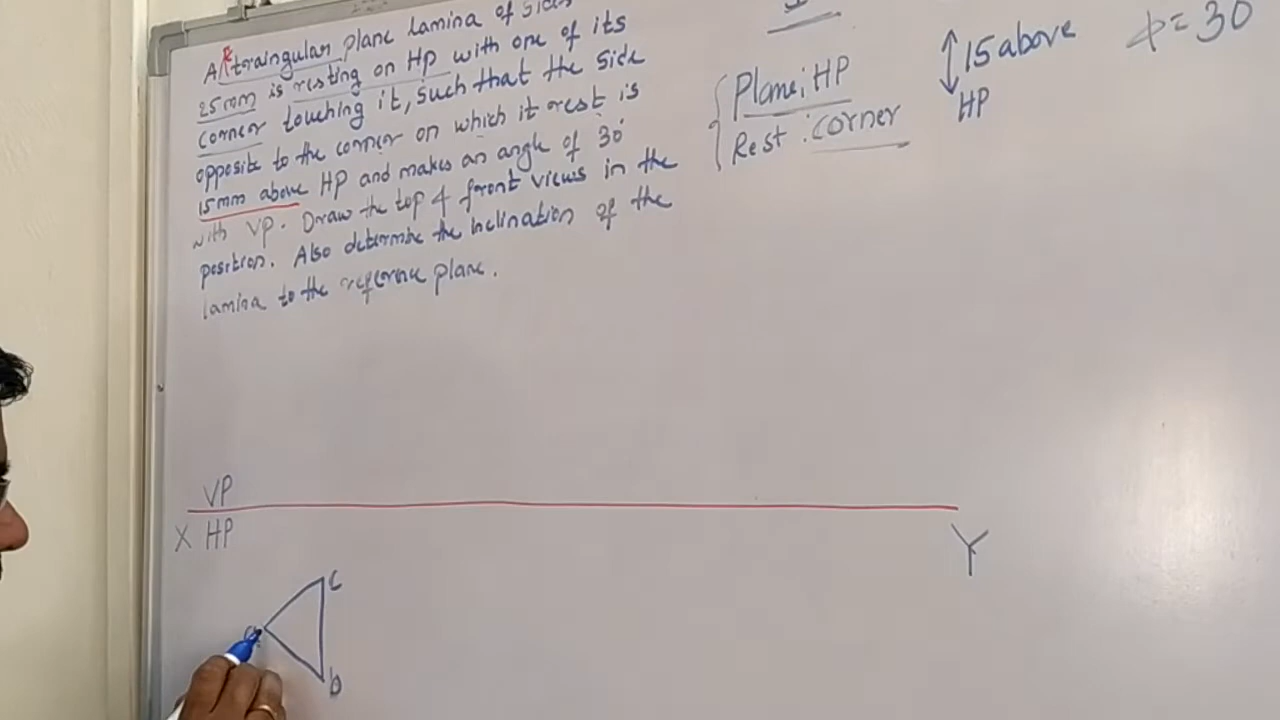 A traingular plane lamina of sides
25mm is resting on HP with one of its
corner touching it, such that the side
opposite to the corner on which it rest is
15mm above HP and makes an angle of 30°
with VP. Draw the top & front views in the
position. Also determine the inclination of the
lamina to the reference plane.
Plane: HP
Rest : corner
15 above
HP
ϕ = 30
VP
X HP
Y
c
a
b